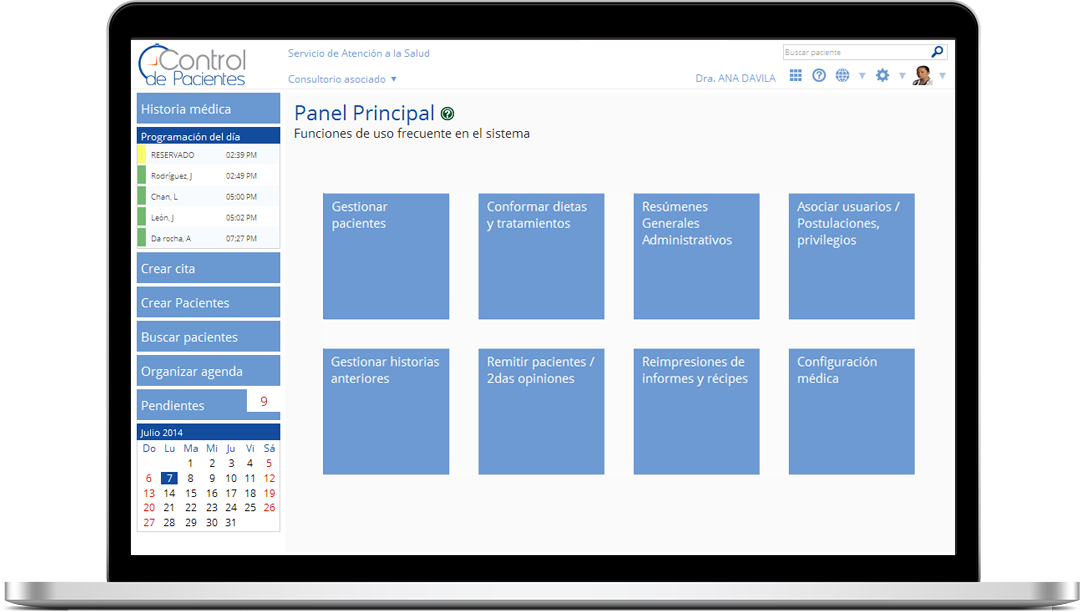 Control
de Pacientes
Servicio de Atención a la Salud
Consultorio asociado ▼
Buscar paciente
Dra. ANA DAVILA
Historia médica
Programación del día
RESERVADO 02:39 PM
Rodríguez, J 02:49 PM
Chan, L 05:00 PM
León, J 05:02 PM
Da rocha, A 07:27 PM
Crear cita
Crear Pacientes
Buscar pacientes
Organizar agenda
Pendientes 9
Julio 2014
Do Lu Ma Mi Ju Vi Sá
1 2 3 4 5
6 7 8 9 10 11 12
13 14 15 16 17 18 19
20 21 22 23 24 25 26
27 28 29 30 31
Panel Principal ?
Funciones de uso frecuente en el sistema
Gestionar
pacientes
Conformar dietas
y tratamientos
Resúmenes
Generales
Administrativos
Asociar usuarios /
Postulaciones,
privilegios
Gestionar historias
anteriores
Remitir pacientes /
2das opiniones
Reimpresiones de
informes y récipes
Configuración
médica